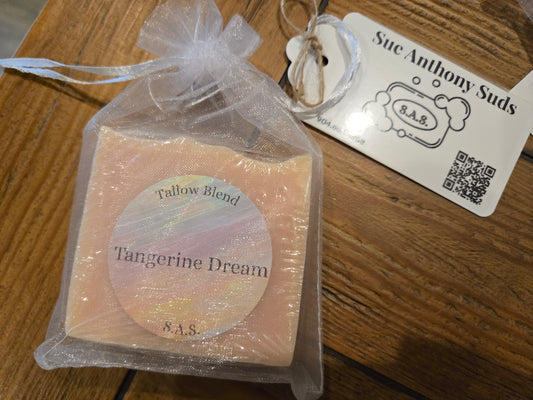 Tallow Blend
Tangerine Dream
S.A.S.
Sue Anthony Suds
S.A.S.